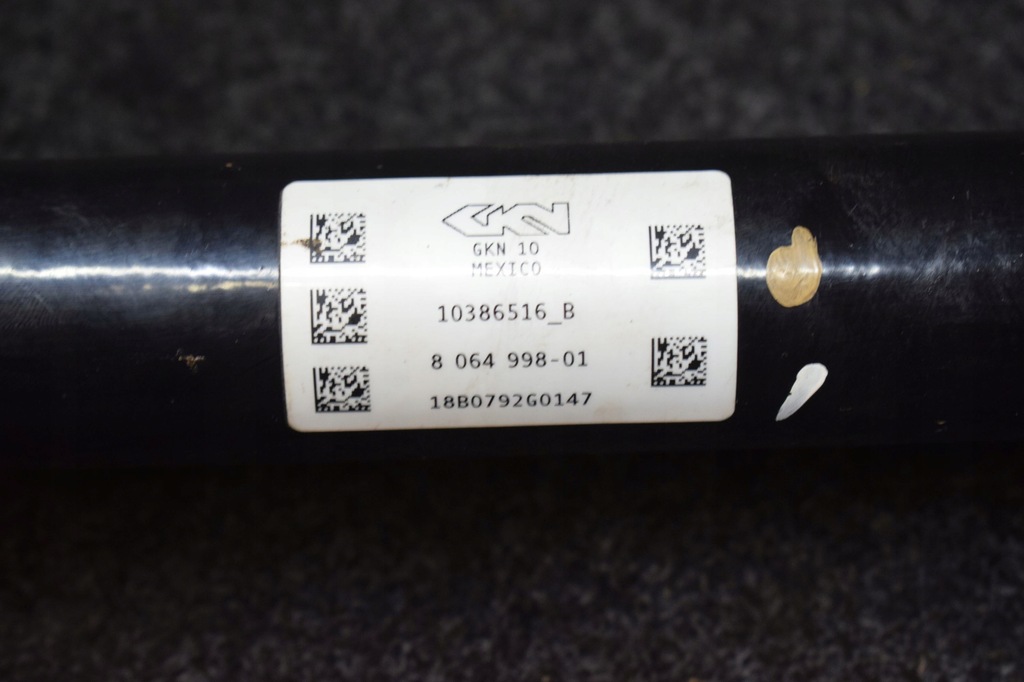 GKN
GKN 10
MEXICO
10386516_B
8 064 998-01
18B0792G0147